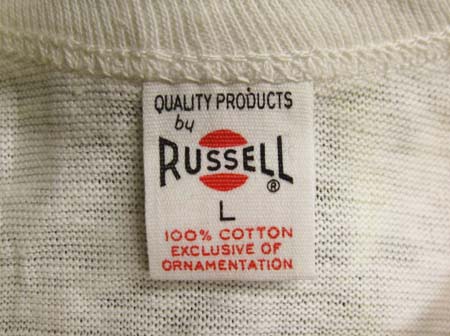 QUALITY PRODUCTS
by
RUSSELL
®
L
100% COTTON
EXCLUSIVE OF
ORNAMENTATION